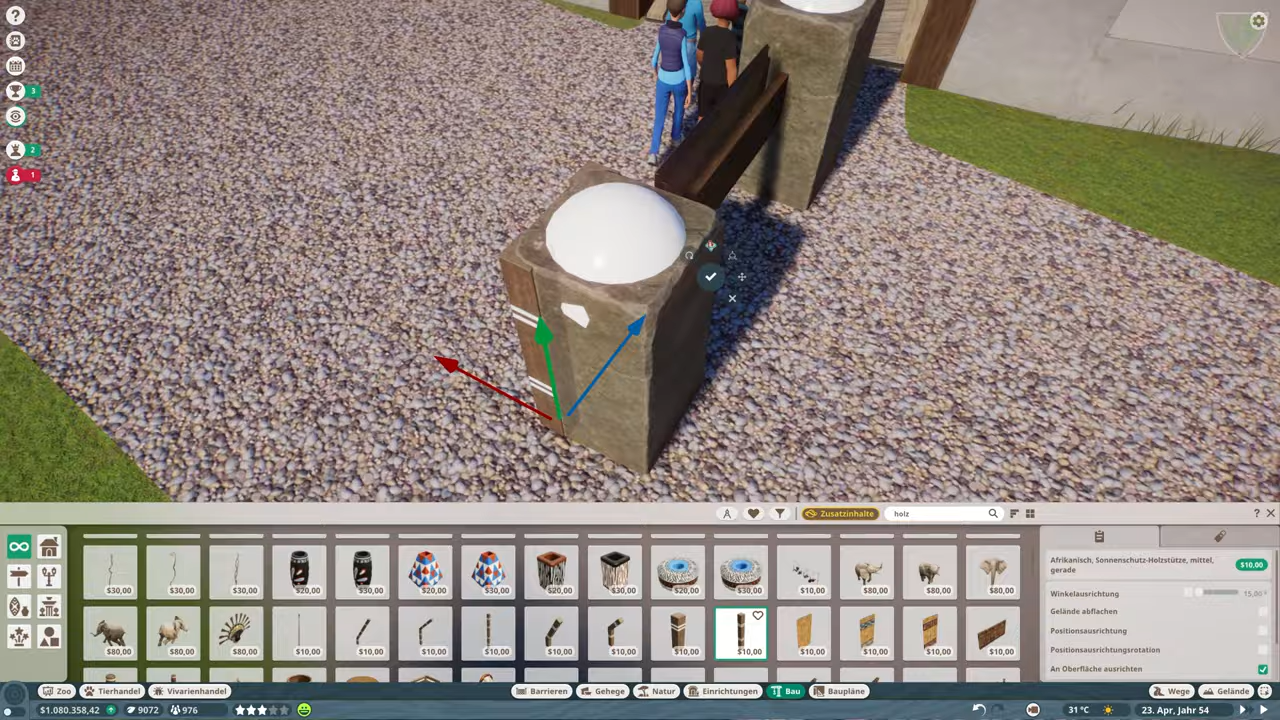 3
2
1
Zusatzinhalte
holz
$30,00 $30,00 $30,00 $20,00 $30,00 $20,00 $30,00 $20,00 $30,00 $20,00 $30,00 $10,00 $80,00 $80,00 $80,00
$80,00 $80,00 $80,00 $10,00 $10,00 $10,00 $10,00 $10,00 $10,00 $10,00 $10,00 $10,00 $10,00 $10,00 $10,00
Afrikanisch, Sonnenschutz-Holzstütze, mittel,
gerade
$10,00
Winkelausrichtung 15,00°
Gelände abflachen
Positionsausrichtung
Positionsausrichtungsrotation
An Oberfläche ausrichten
Zoo Tierhandel Vivarienhandel Barrieren Gehege Natur Einrichtungen Bau Baupläne Wege Gelände
$1.080.358,42 9072 976 31 °C 23. Apr, Jahr 54